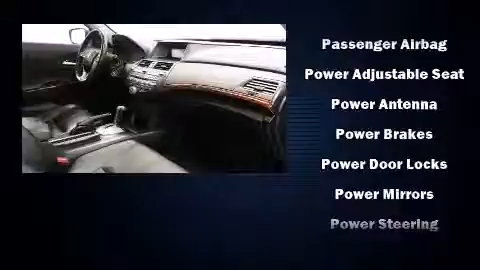 Passenger Airbag
Power Adjustable Seat
Power Antenna
Power Brakes
Power Door Locks
Power Mirrors
Power Steering